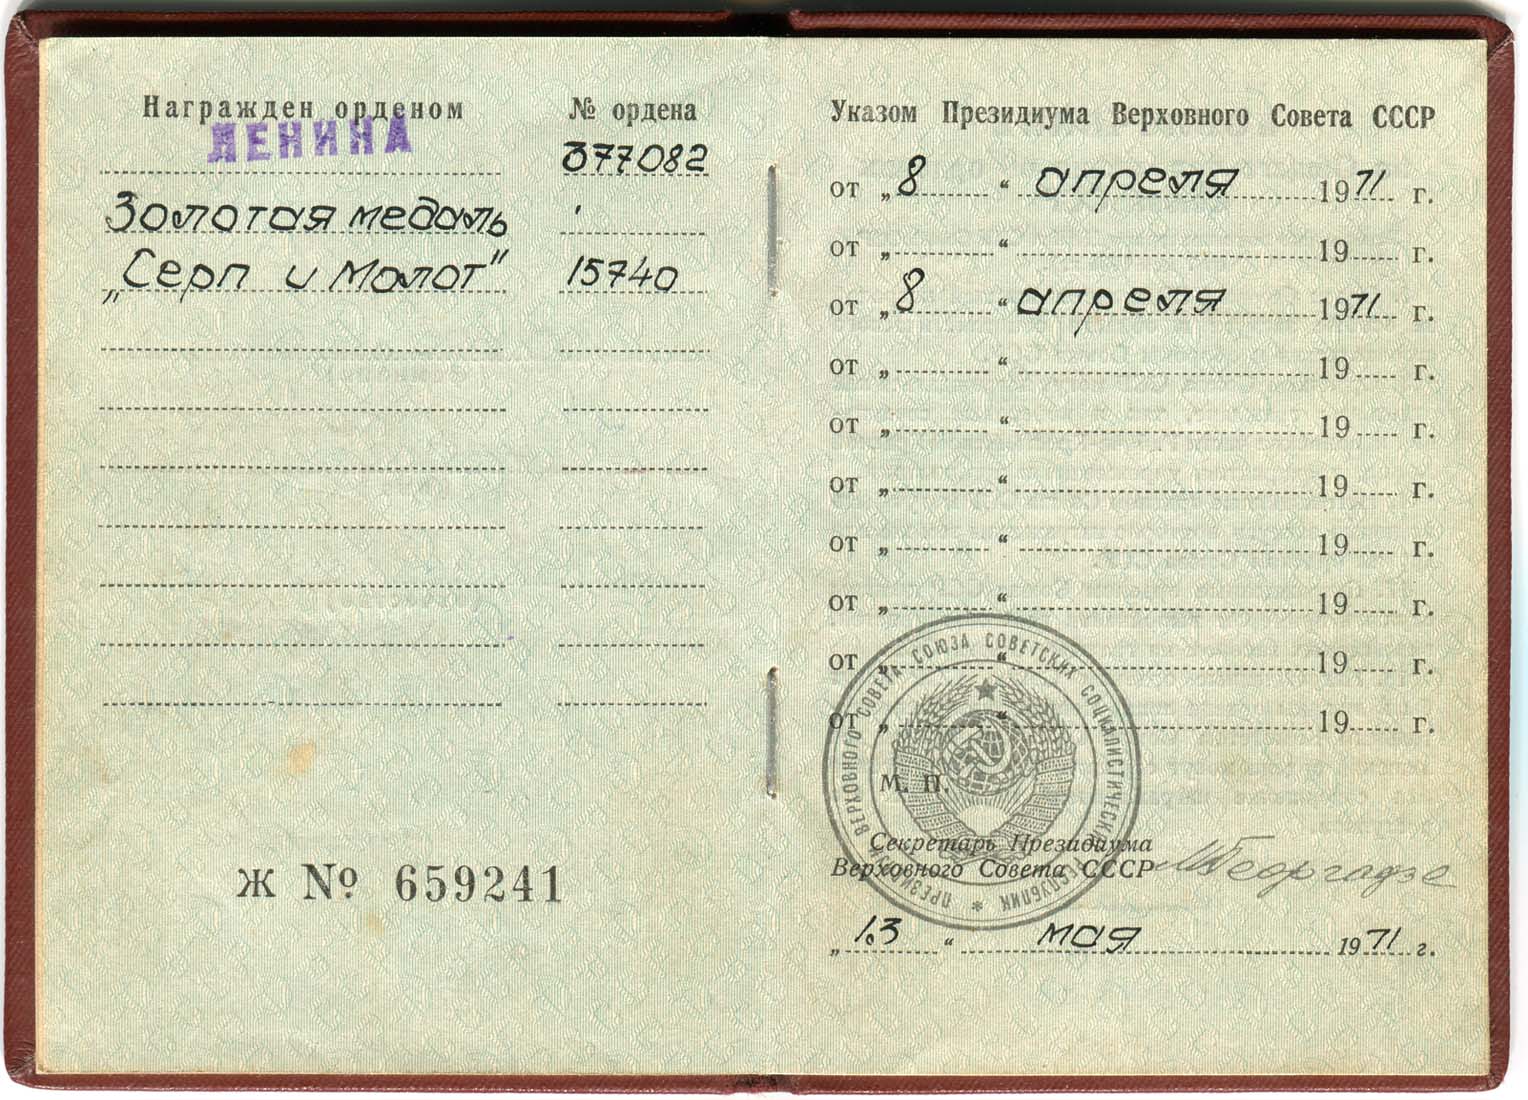 Награжден орденом № ордена
ЛЕНИНА 377082
Золотая медаль
„Серп и Молот" 15740
Ж № 659241
Указом Президиума Верховного Совета СССР
от „8“ апреля 1971 г.
от „ “ 19 г.
от „8“ апреля 1971 г.
от „ “ 19 г.
от „ “ 19 г.
от „ “ 19 г.
от „ “ 19 г.
от „ “ 19 г.
от „ “ 19 г.
от „ “ 19 г.
М. П.
ПРЕЗИДИУМ ВЕРХОВНОГО СОВЕТА СОЮЗА СОВЕТСКИХ СОЦИАЛИСТИЧЕСКИХ РЕСПУБЛИК *
Секретарь Президиума
Верховного Совета СССР МГеоргадзе
„13“ мая 1971 г.